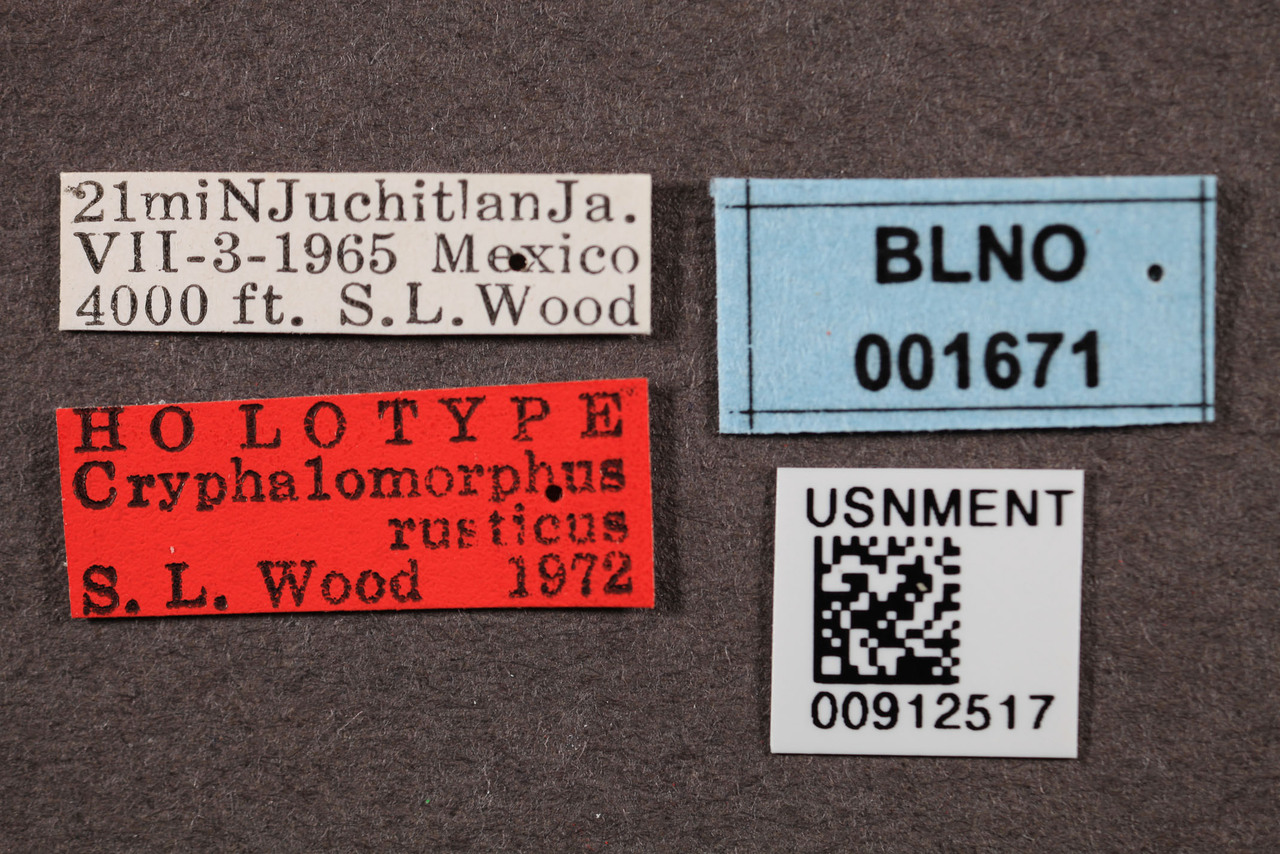 21miNJuchitlanJa.
VII-3-1965 Mexico
4000 ft. S.L.Wood
HOLOTYPE
Cryphalomorphus
rusticus
S. L. Wood 1972
BLNO
001671
USNMENT
00912517